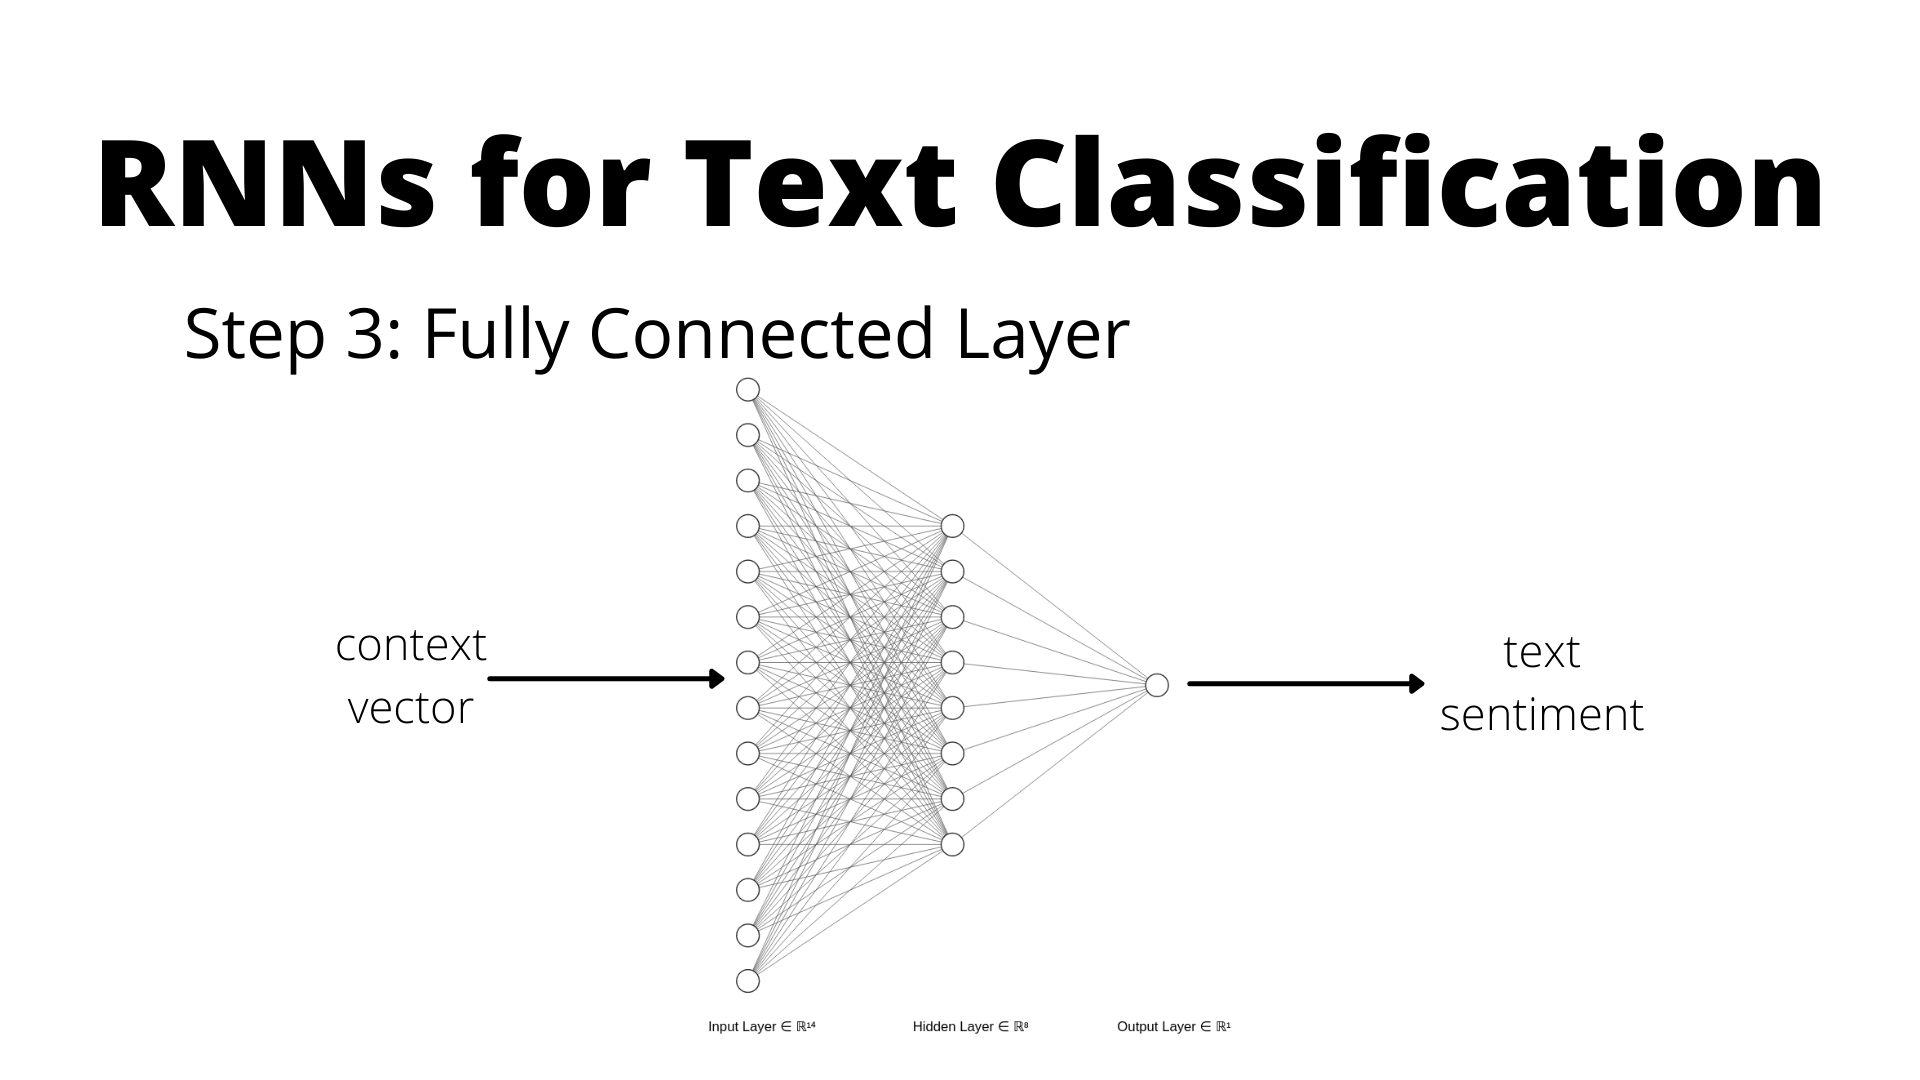 RNNs for Text Classification
Step 3: Fully Connected Layer
context
vector
text
sentiment
Input Layer ∈ ℝ¹⁴
Hidden Layer ∈ ℝ⁸
Output Layer ∈ ℝ¹